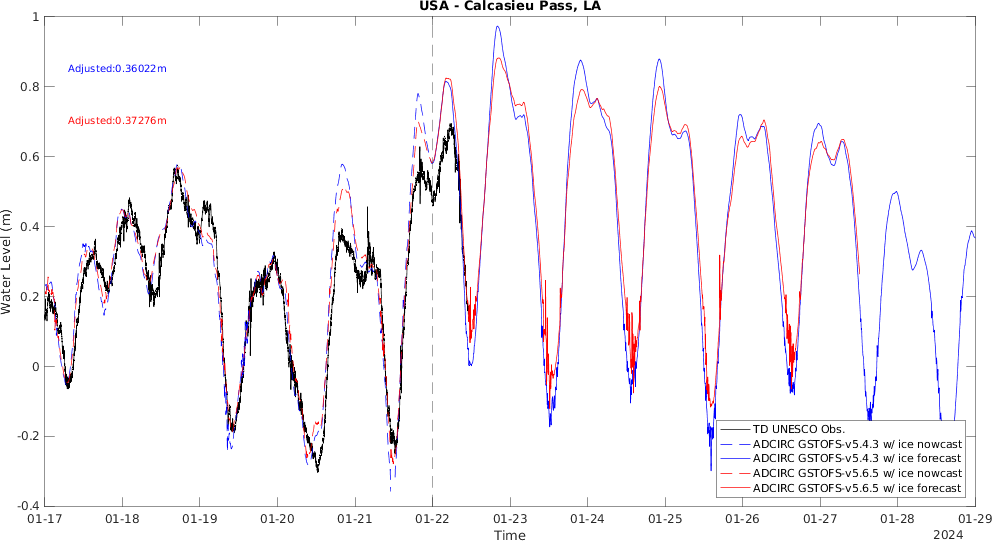 USA - Calcasieu Pass, LA
1
0.8
0.6
0.4
0.2
0
-0.2
-0.4
Water Level (m)
Adjusted:0.36022m
Adjusted:0.37276m
TD UNESCO Obs.
ADCIRC GSTOFS-v5.4.3 w/ ice nowcast
ADCIRC GSTOFS-v5.4.3 w/ ice forecast
ADCIRC GSTOFS-v5.6.5 w/ ice nowcast
ADCIRC GSTOFS-v5.6.5 w/ ice forecast
01-17 01-18 01-19 01-20 01-21 01-22 01-23 01-24 01-25 01-26 01-27 01-28 01-29
Time
2024